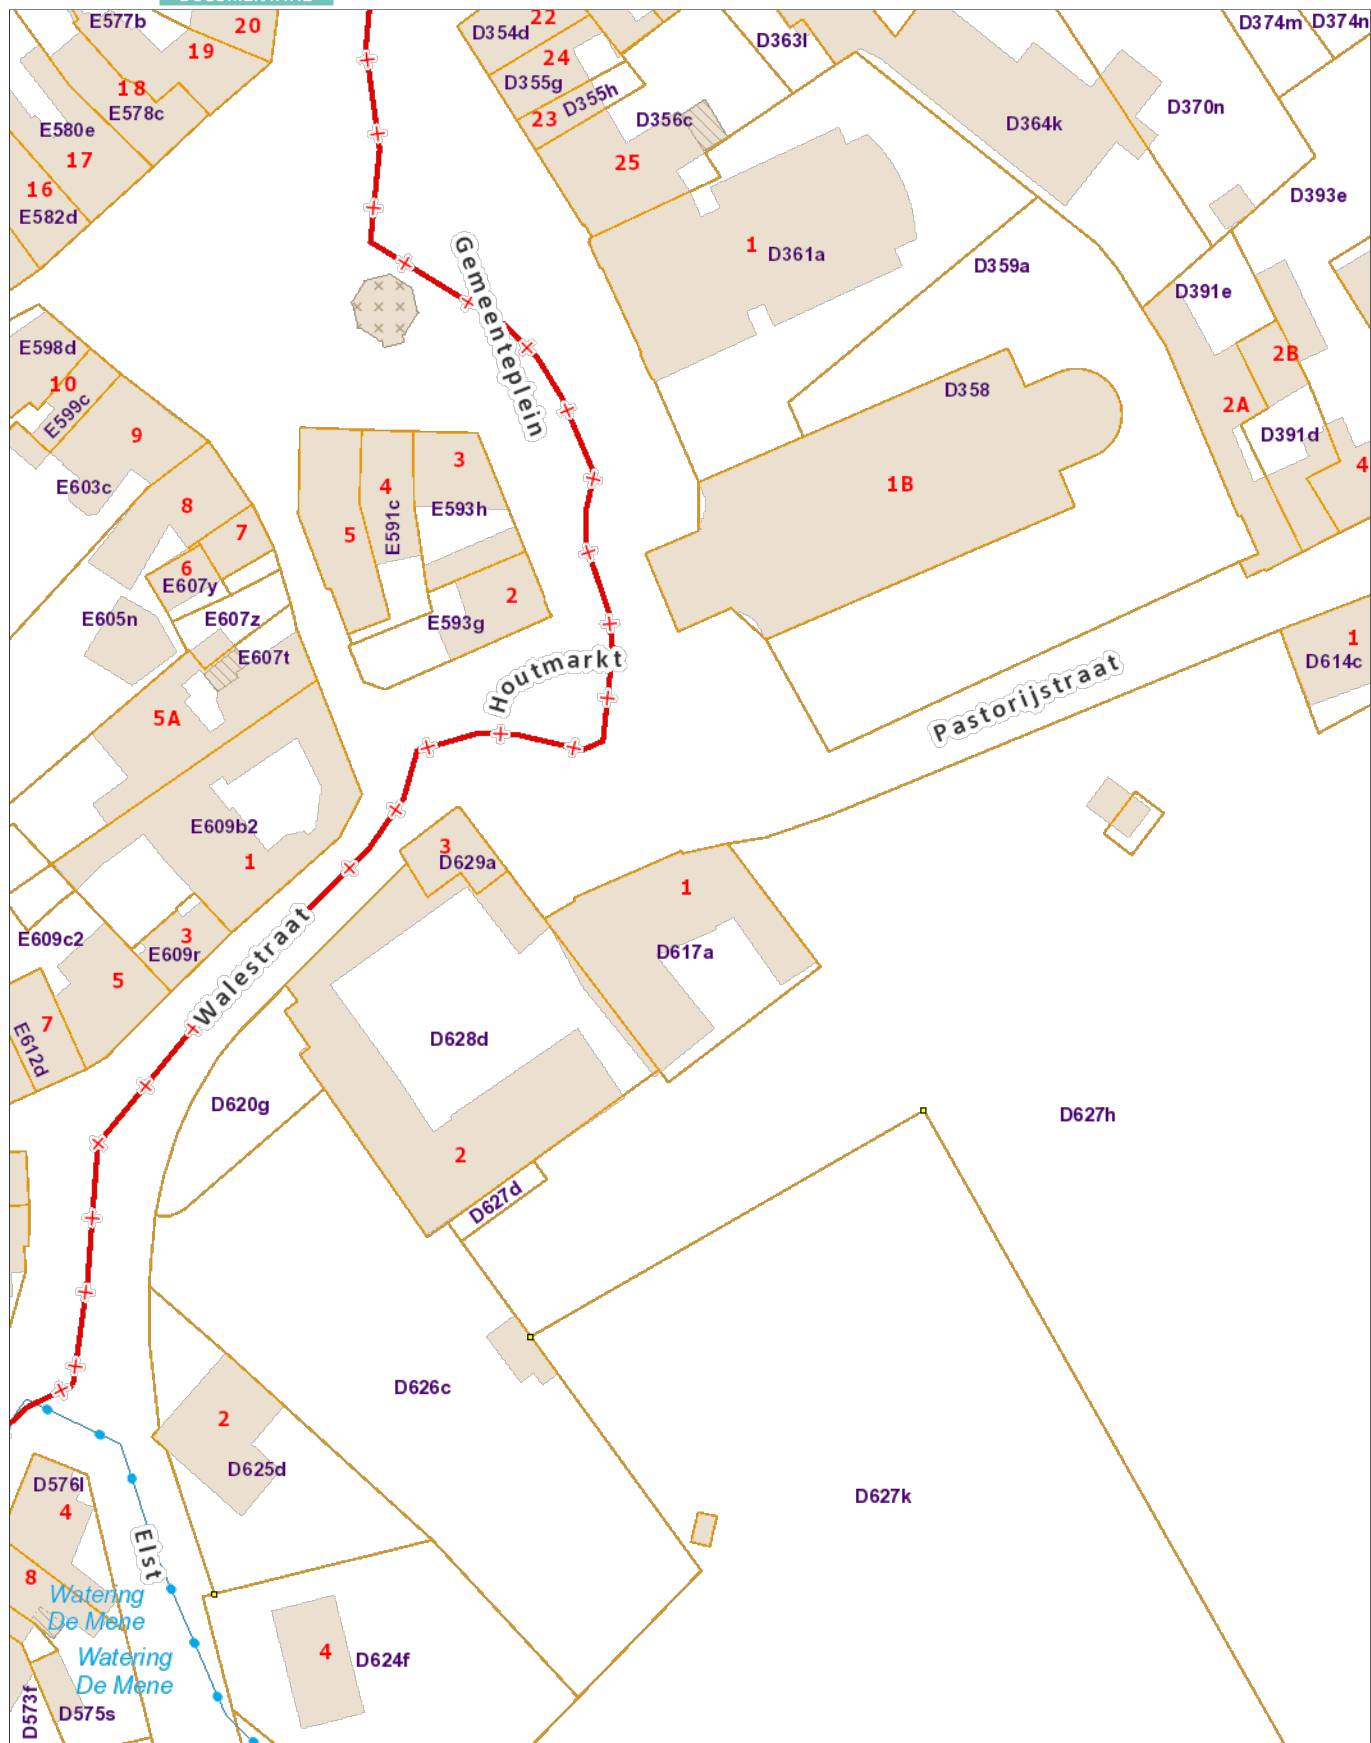 E577b
20
22
D354d
D363l
D374m
D374n
19
24
18
D355g
D355h
E578c
23
D356c
D364k
D370n
E580e
17
25
16
E582d
D393e
1
D361a
D359a
D391e
Gemeenteplein
E598d
10
E599c
9
2B
D358
2A
D391d
4
3
1B
E603c
4
8
E593h
5
E591c
7
6
E607y
2
E605n
E607z
E593g
E607t
Houtmarkt
1
D614c
5A
Pastorijstraat
E609b2
1
3
D629a
1
E609c2
3
E609r
5
Walestraat
D617a
7
E612d
D628d
D620g
D627h
2
D627d
D626c
2
D625d
D627k
D576l
4
Elst
8
Watering
De Mene
Watering
De Mene
4
D624f
D573f
D575s